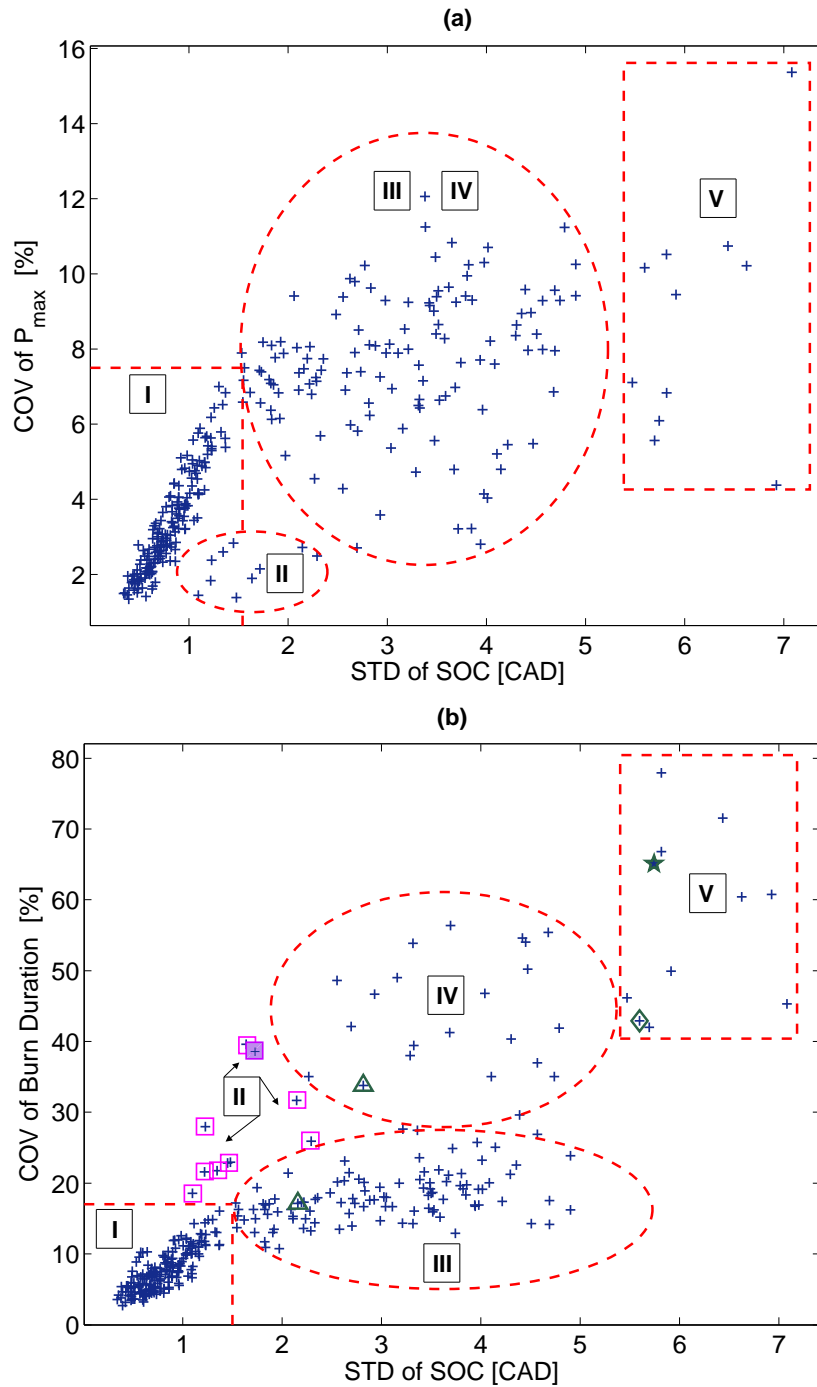 (a)
16
14
12
10
8
6
4
2
COV of P_max [%]
III IV
V
I
II
1 2 3 4 5 6 7
STD of SOC [CAD]
(b)
80
70
60
50
40
30
20
10
0
COV of Burn Duration [%]
V
IV
II
I
III
1 2 3 4 5 6 7
STD of SOC [CAD]